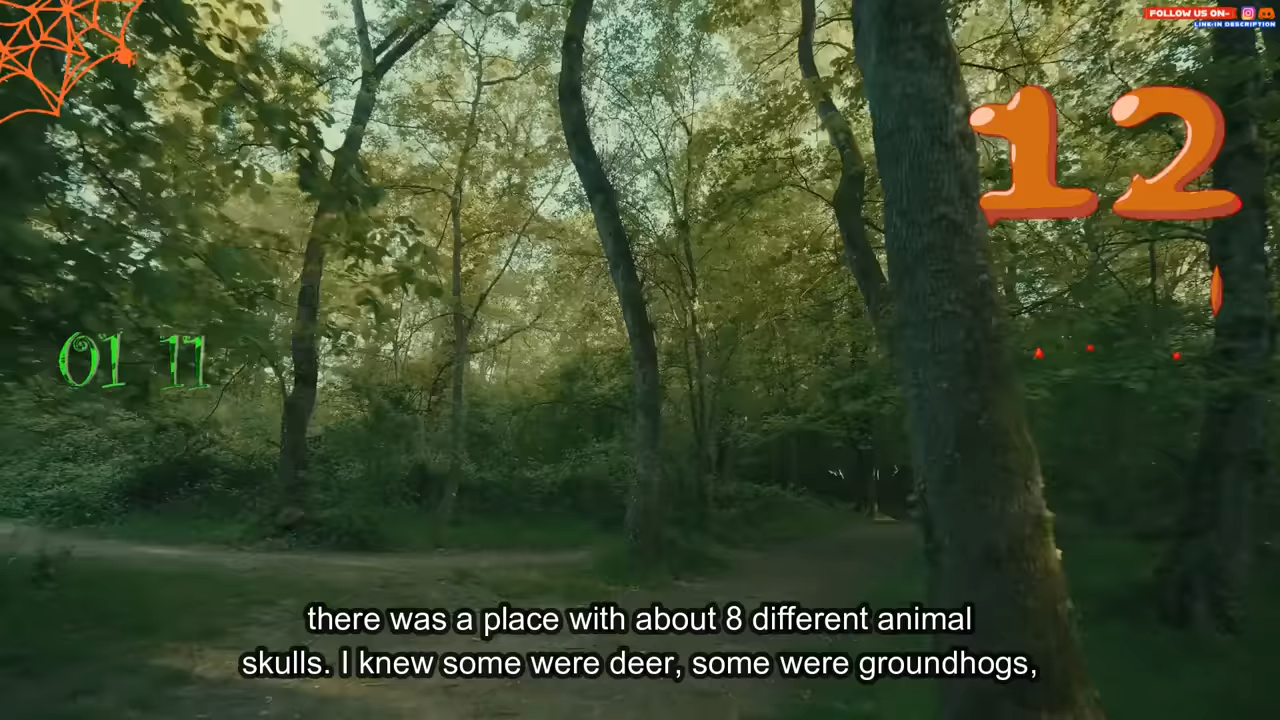 FOLLOW US ON-
LINK IN DESCRIPTION
12
01 11
there was a place with about 8 different animal
skulls. I knew some were deer, some were groundhogs,